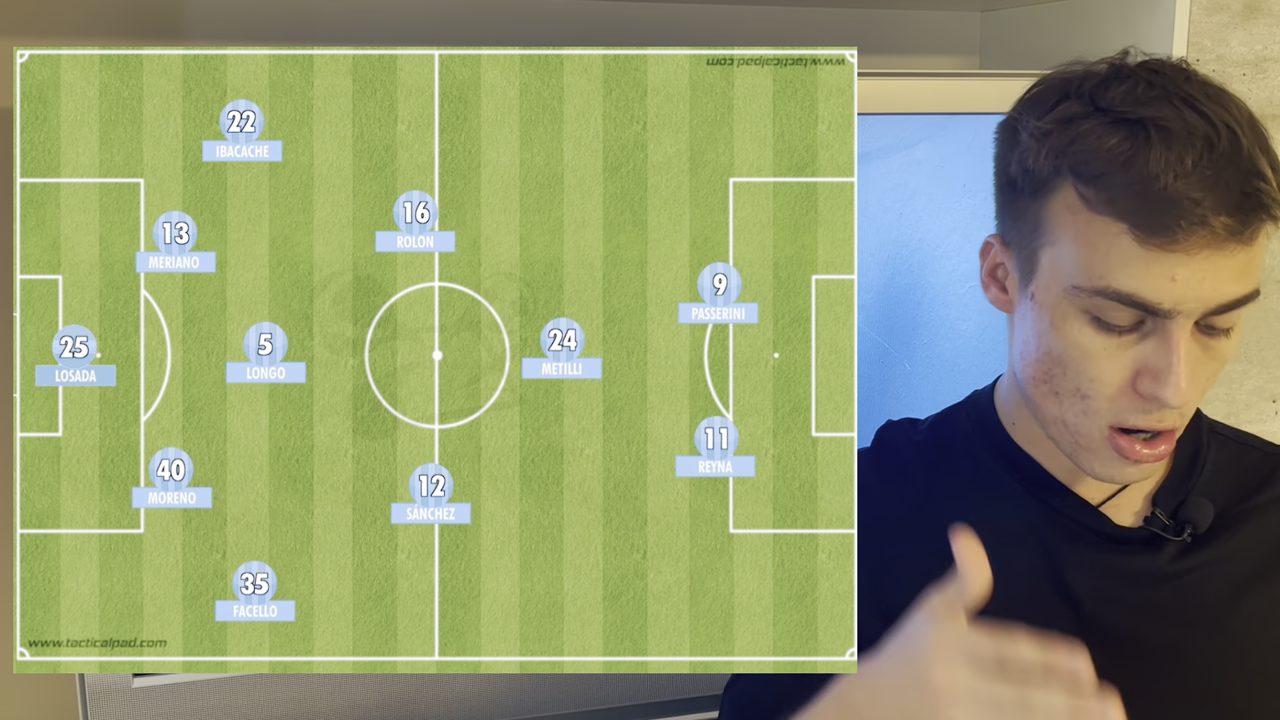 www.tacticalpad.com
22
IBACACHE
16
ROLON
13
MERIANO
9
PASSERINI
25
LOSADA
5
LONGO
24
METILLI
11
REYNA
40
MORENO
12
SÁNCHEZ
35
FACELLO
www.tacticalpad.com